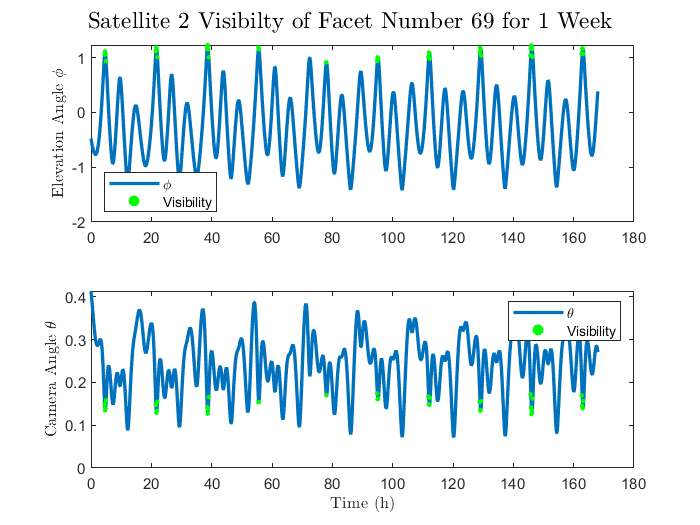 Satellite 2 Visibilty of Facet Number 69 for 1 Week
Elevation Angle ϕ
1
0
-1
-2
ϕ
Visibility
0 20 40 60 80 100 120 140 160 180
Camera Angle θ
0.4
0.3
0.2
0.1
0
θ
Visibility
0 20 40 60 80 100 120 140 160 180
Time (h)